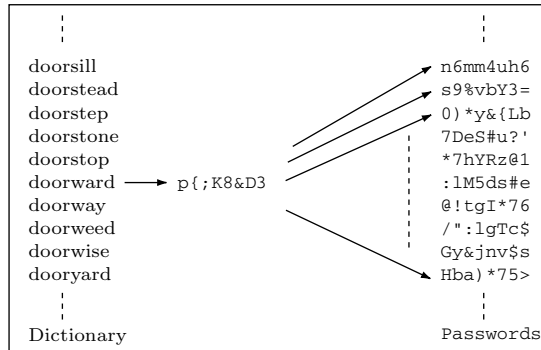 doorsill n6mm4uh6
doorstead s9%vbY3=
doorstep 0)*y&{Lb
doorstone 7DeS#u?'
doorstop *7hYRz@1
doorward p{;K8&D3 :lM5ds#e
doorway @!tgI*76
doorweed /":lgTc$
doorwise Gy&jnv$s
dooryard Hba)*75>
Dictionary Passwords